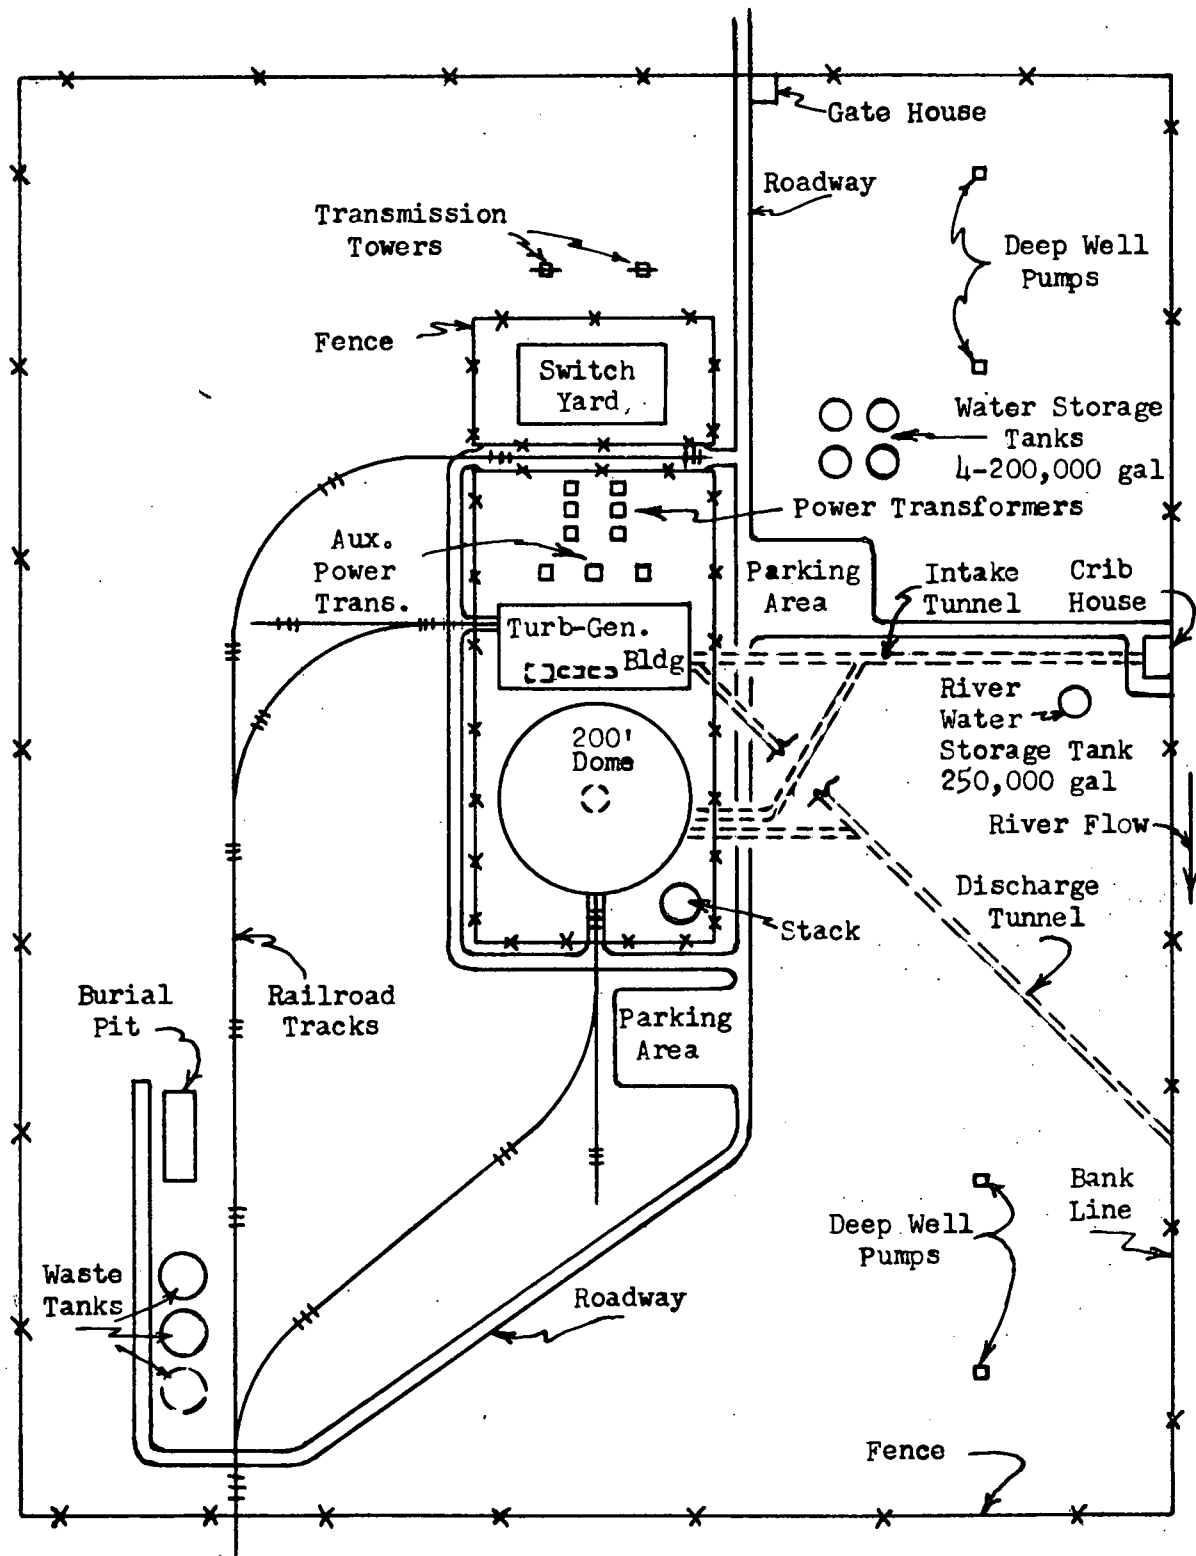 Gate House
Roadway
Transmission
Towers
Deep Well
Pumps
Fence
Switch
Yard
Water Storage
Tanks
4-200,000 gal
Power Transformers
Aux.
Power
Trans.
Parking
Area
Intake
Tunnel
Crib
House
Turb-Gen.
Bldg
River
Water
Storage Tank
250,000 gal
200'
Dome
River Flow
Discharge
Tunnel
Stack
Burial
Pit
Railroad
Tracks
Parking
Area
Bank
Line
Deep Well
Pumps
Waste
Tanks
Roadway
Fence